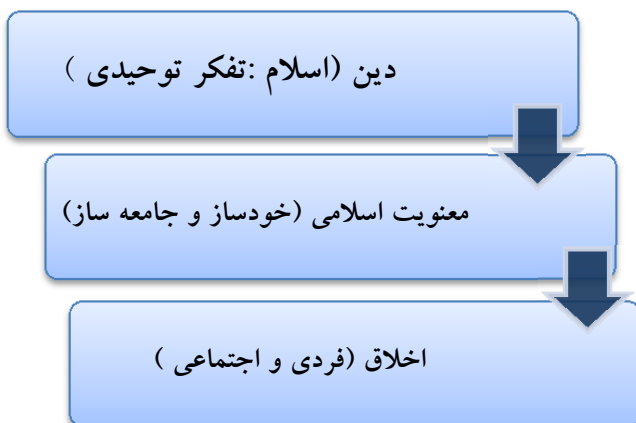 دین (اسلام :تفکر توحیدی )
معنویت اسلامی (خودساز و جامعه ساز)
اخلاق (فردی و اجتماعی )